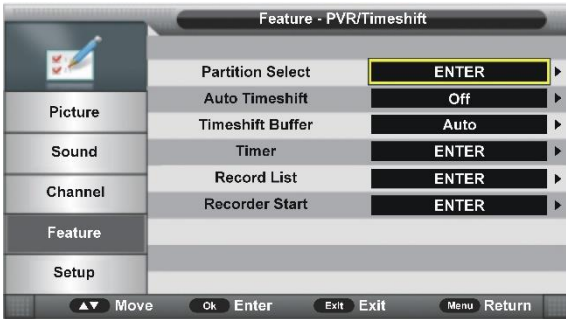 Feature - PVR/Timeshift
Partition Select ENTER
Auto Timeshift Off
Timeshift Buffer Auto
Timer ENTER
Record List ENTER
Recorder Start ENTER
Picture
Sound
Channel
Feature
Setup
▲▼ Move Ok Enter Exit Exit Menu Return